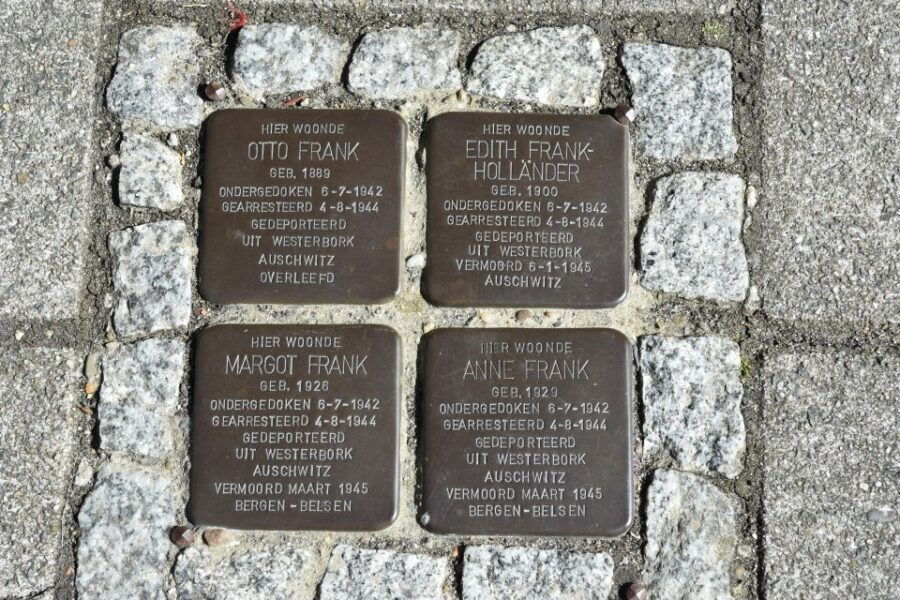 HIER WOONDE
OTTO FRANK
GEB. 1889
ONDERGEDOKEN 6-7-1942
GEARRESTEERD 4-8-1944
GEDEPORTEERD
UIT WESTERBORK
AUSCHWITZ
OVERLEEFD
HIER WOONDE
EDITH FRANK-
HOLLÄNDER
GEB. 1900
ONDERGEDOKEN 6-7-1942
GEARRESTEERD 4-8-1944
GEDEPORTEERD
UIT WESTERBORK
VERMOORD 6-1-1945
AUSCHWITZ
HIER WOONDE
MARGOT FRANK
GEB. 1926
ONDERGEDOKEN 6-7-1942
GEARRESTEERD 4-8-1944
GEDEPORTEERD
UIT WESTERBORK
AUSCHWITZ
VERMOORD MAART 1945
BERGEN-BELSEN
HIER WOONDE
ANNE FRANK
GEB. 1929
ONDERGEDOKEN 6-7-1942
GEARRESTEERD 4-8-1944
GEDEPORTEERD
UIT WESTERBORK
AUSCHWITZ
VERMOORD MAART 1945
BERGEN-BELSEN